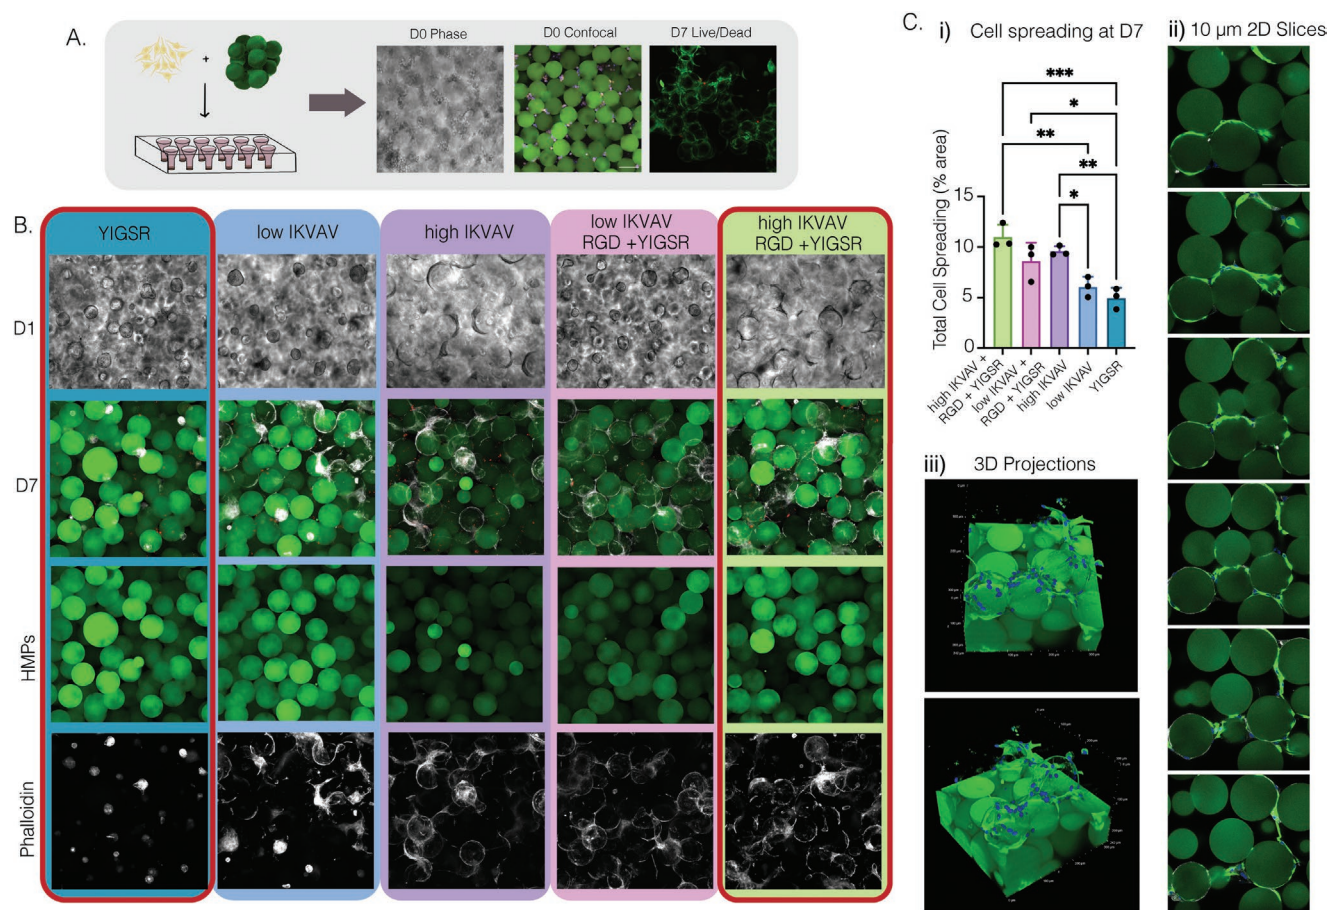 A.
+
D0 Phase
D0 Confocal
D7 Live/Dead
B.
YIGSR
low IKVAV
high IKVAV
low IKVAV
RGD +YIGSR
high IKVAV
RGD +YIGSR
D1
D7
HMPs
Phalloidin
C.
i) Cell spreading at D7
***
*
**
**
*
Total Cell Spreading (% area)
15
10
5
0
high IKVAV +
RGD + YIGSR
low IKVAV +
RGD + YIGSR
high IKVAV
low IKVAV
YIGSR
ii) 10 µm 2D Slices
iii) 3D Projections